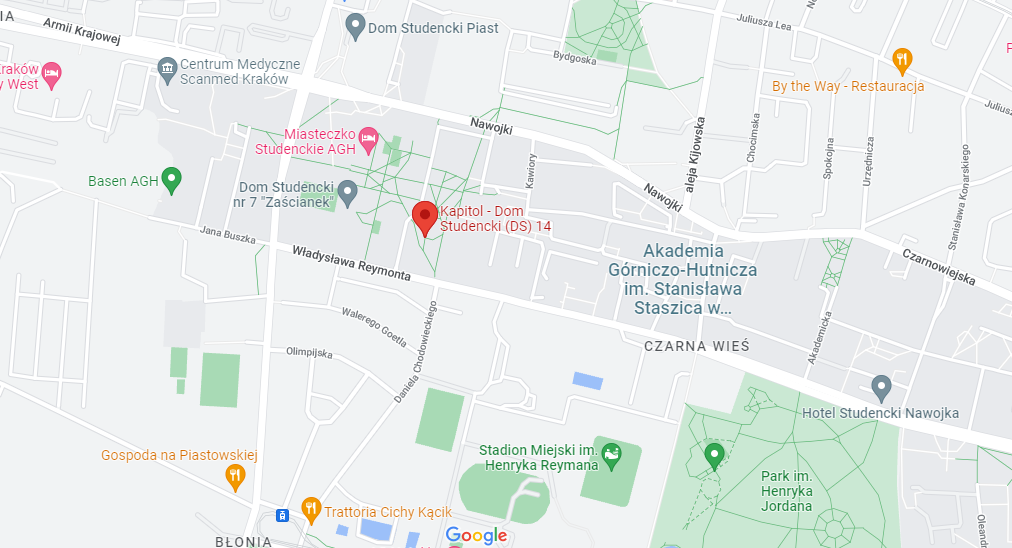 IA
Armii Krajowej
Dom Studencki Piast
Juliusza Lea
Centrum Medyczne
Scanmed Kraków
Kraków
y West
Bydgoska
By the Way - Restauracja
Juliusz
Nawojki
Miasteczko
Studenckie AGH
aleja Kijowska
Chocimska
Spokojna
Urzędnicza
Stanisława Konarskiego
Kawiory
Basen AGH
Dom Studencki
nr 7 "Zaścianek"
Nawojki
Kapitol - Dom
Studencki (DS) 14
Jana Buszka
Władysława Reymonta
Akademia
Górniczo-Hutnicza
im. Stanisława
Staszica w...
Czarnowiejska
Walerego Goetla
Daniela Chodowieckiego
Akademicka
Olimpijska
CZARNA WIEŚ
Hotel Studencki Nawojka
Gospoda na Piastowskiej
Stadion Miejski im.
Henryka Reymana
Park im.
Henryka
Jordana
Trattoria Cichy Kącik
Google
BŁONIA
Oleand